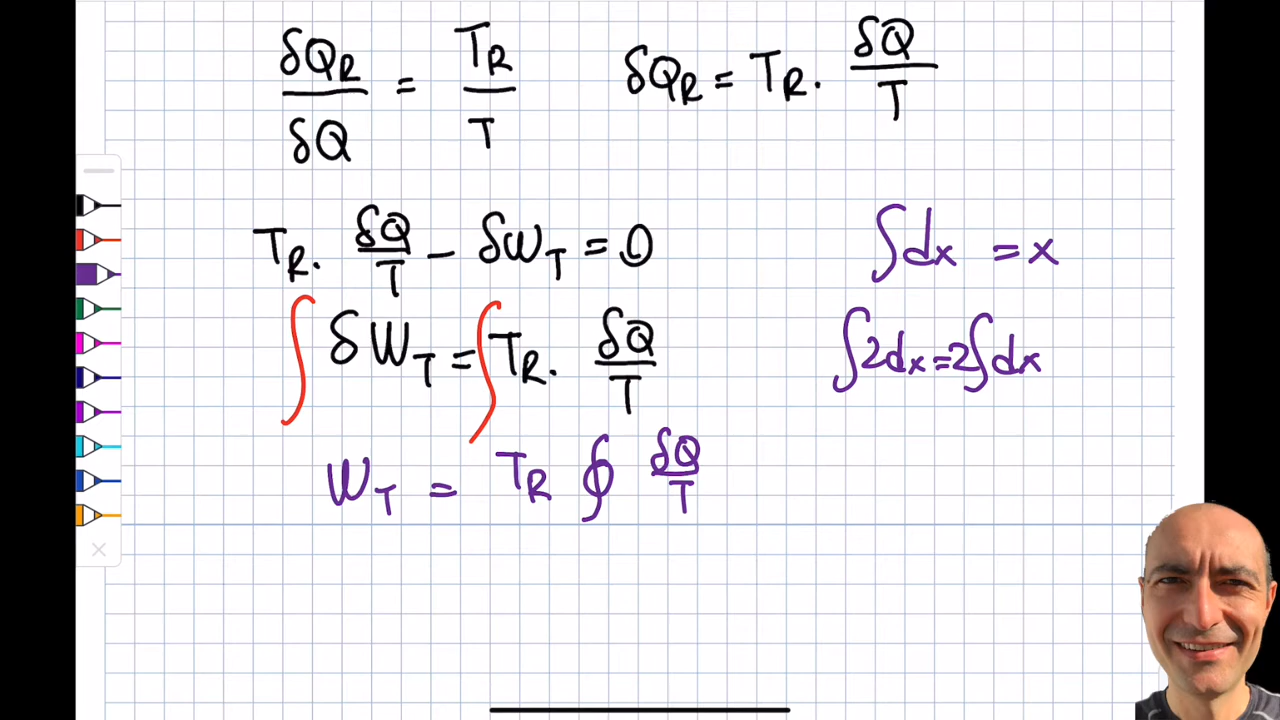 δQR/δQ = TR/T   δQR = TR. δQ/T
TR. δQ/T - δWT = 0   ∫dx = x
∫ δWT = ∫ TR. δQ/T   ∫2dx = 2∫dx
WT = TR ∮ δQ/T